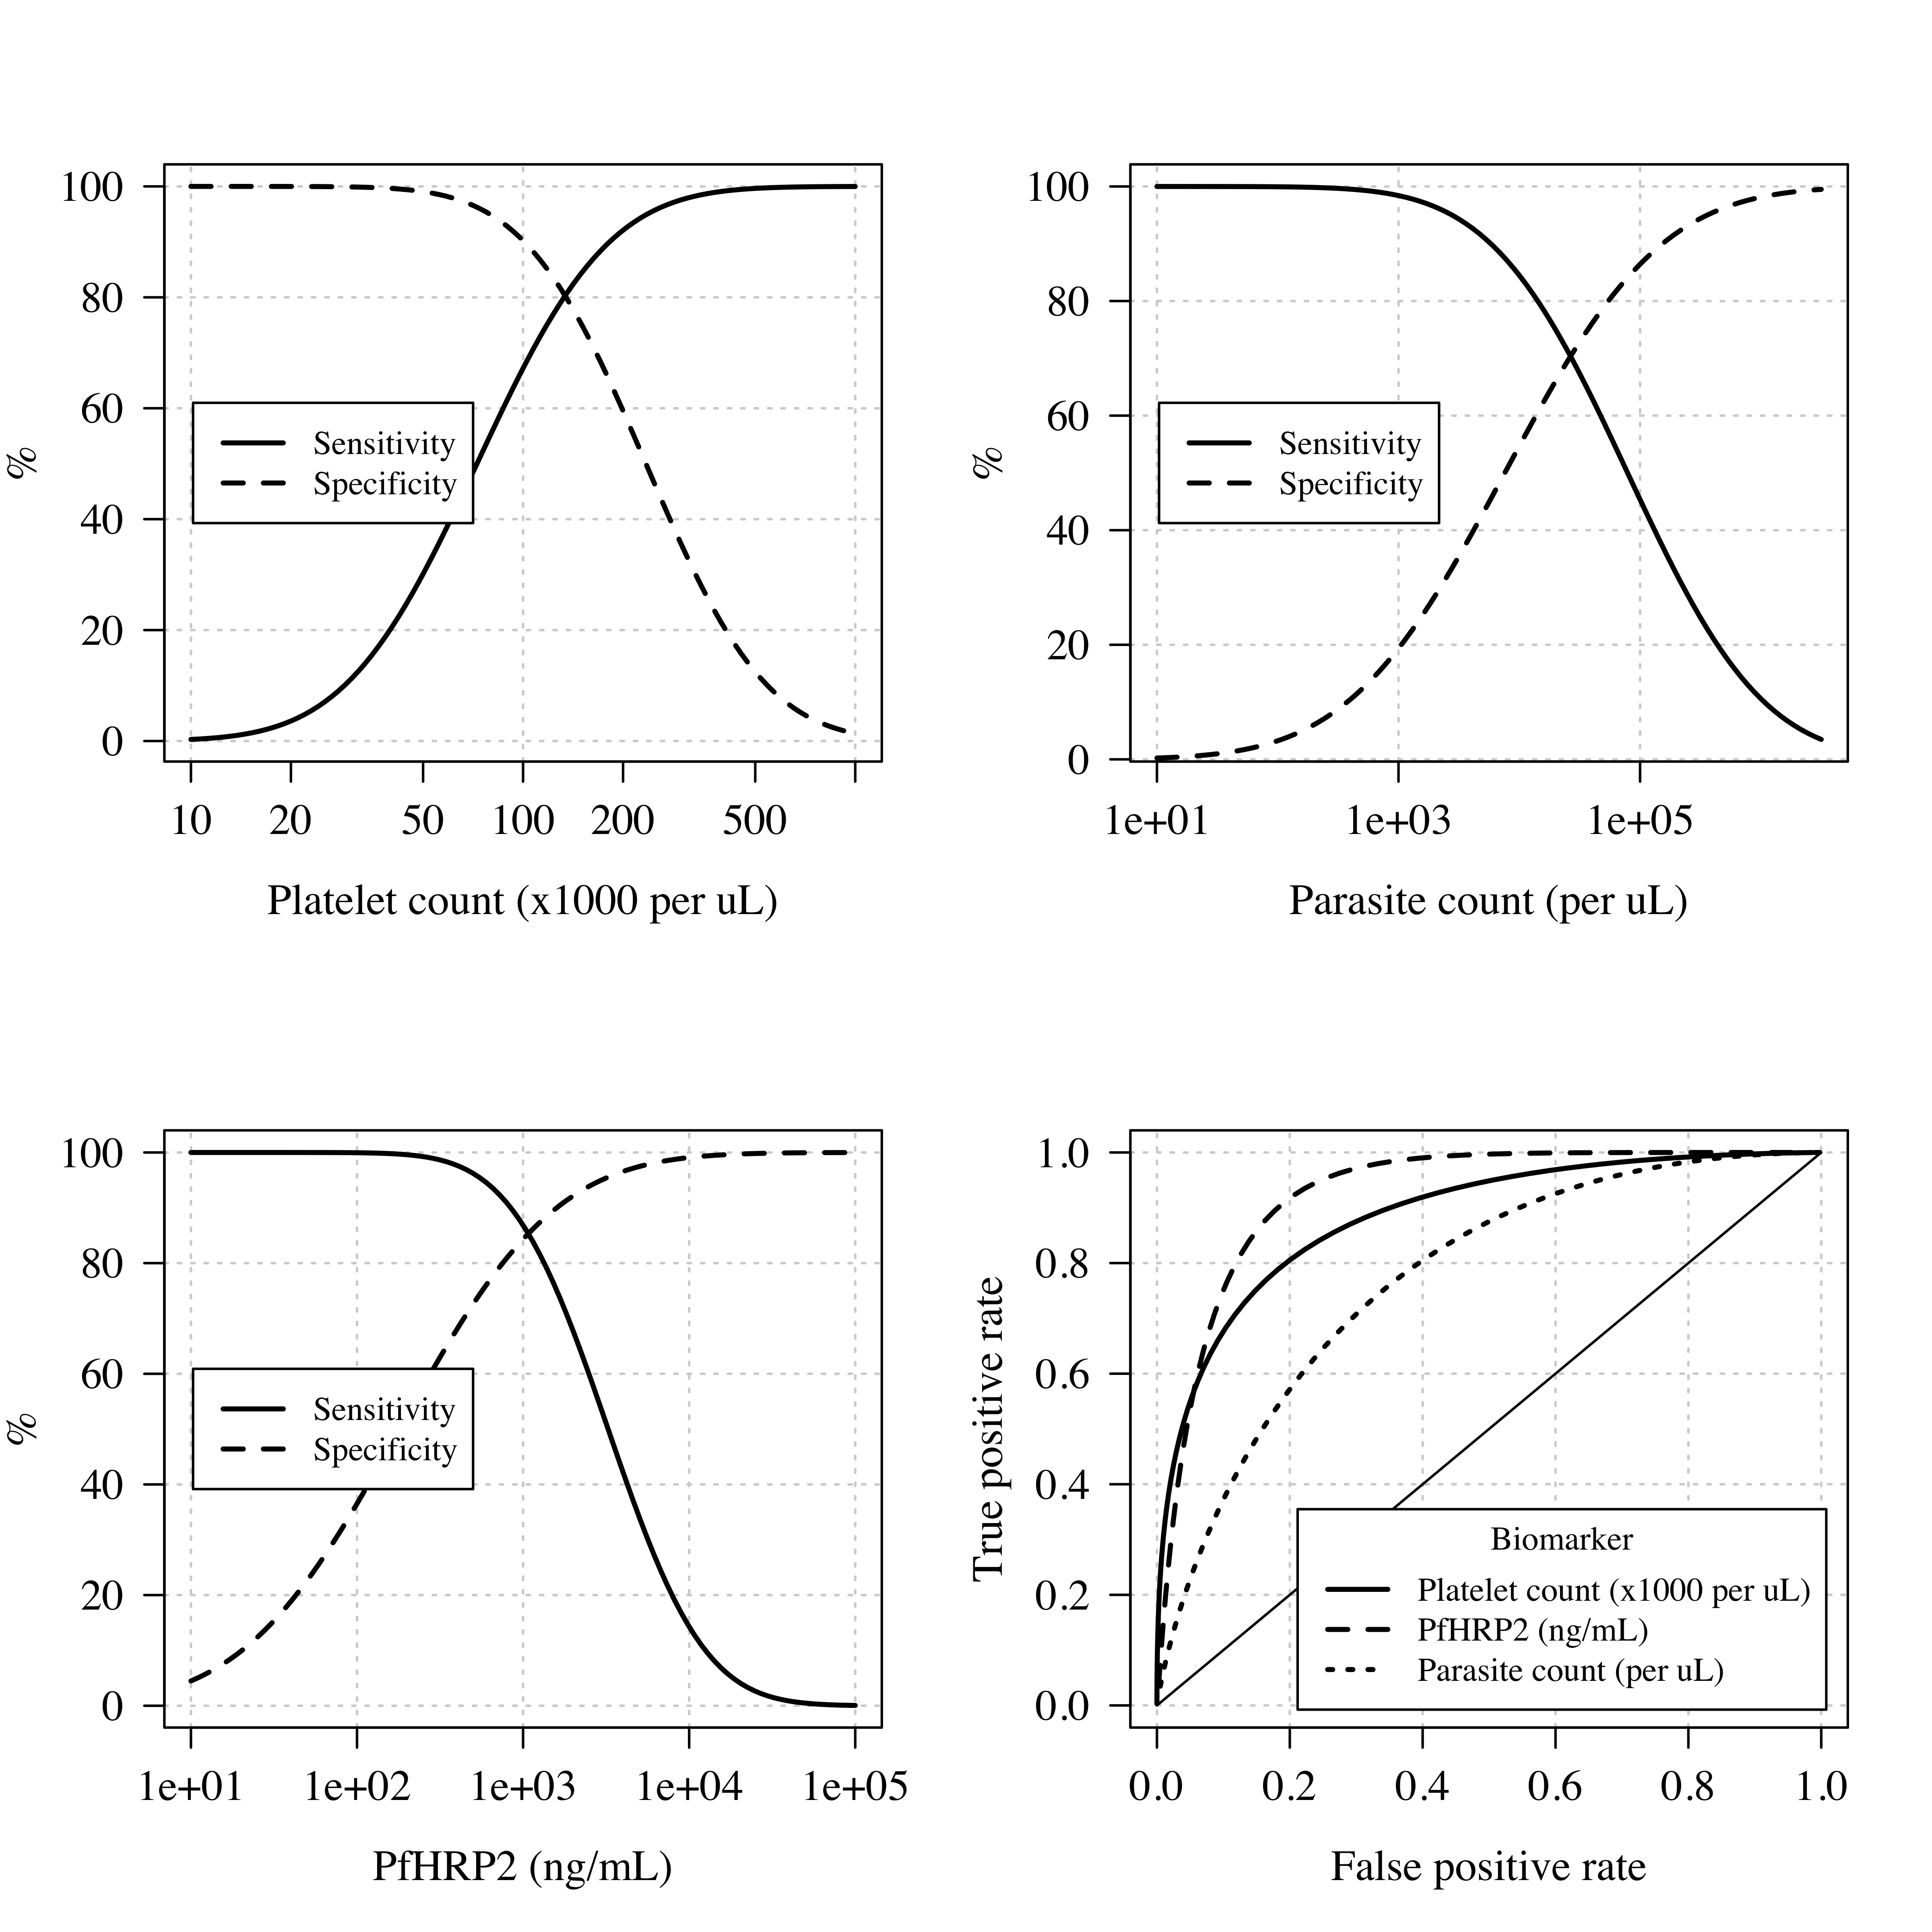 100
80
60
40
20
0
%
Sensitivity
Specificity
10 20 50 100 200 500
Platelet count (x1000 per uL)
100
80
60
40
20
0
%
Sensitivity
Specificity
1e+01 1e+03 1e+05
Parasite count (per uL)
100
80
60
40
20
0
%
Sensitivity
Specificity
1e+01 1e+02 1e+03 1e+04 1e+05
PfHRP2 (ng/mL)
1.0
0.8
0.6
0.4
0.2
0.0
True positive rate
Biomarker
Platelet count (x1000 per uL)
PfHRP2 (ng/mL)
Parasite count (per uL)
0.0 0.2 0.4 0.6 0.8 1.0
False positive rate